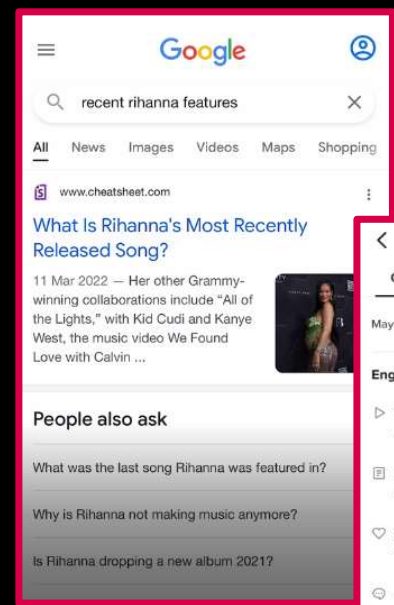 Google
recent rihanna features
All News Images Videos Maps Shopping
www.cheatsheet.com
What Is Rihanna's Most Recently
Released Song?
11 Mar 2022 — Her other Grammy-
winning collaborations include “All of
the Lights,” with Kid Cudi and Kanye
West, the music video We Found
Love with Calvin ...
People also ask
What was the last song Rihanna was featured in?
Why is Rihanna not making music anymore?
Is Rihanna dropping a new album 2021?
May
Eng